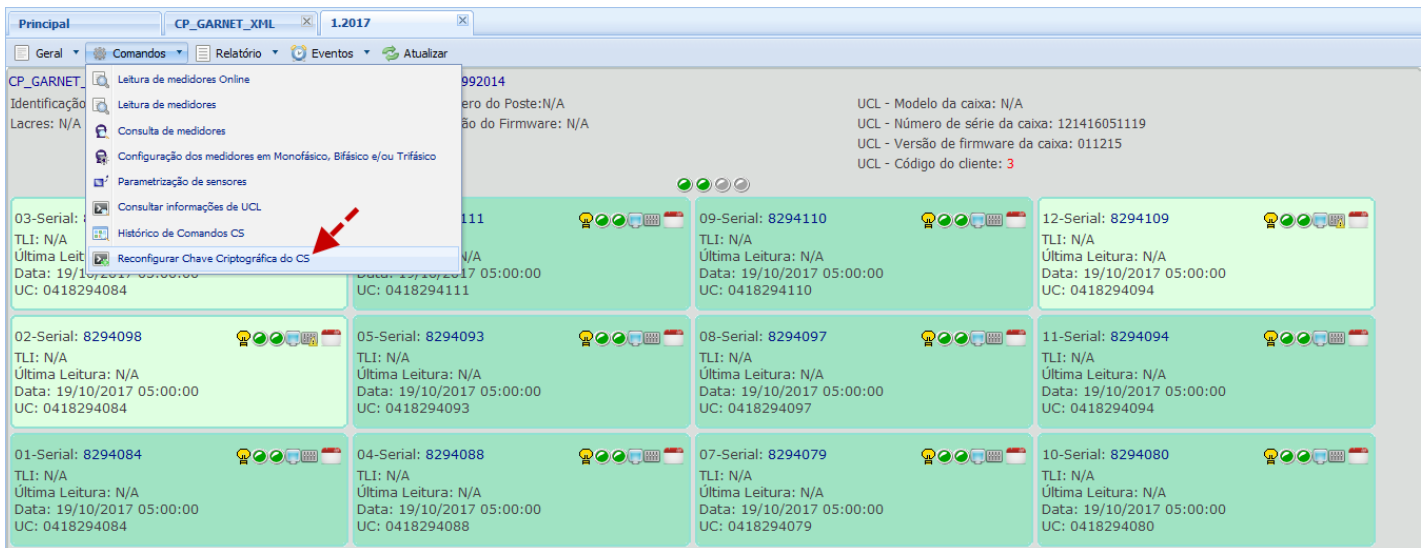 Principal CP_GARNET_XML 1.2017
Geral Comandos Relatório Eventos Atualizar
CP_GARNET_ 992014
Leitura de medidores Online
Leitura de medidores
Consulta de medidores
Configuração dos medidores em Monofásico, Bifásico e/ou Trifásico
Parametrização de sensores
Consultar informações de UCL
Histórico de Comandos CS
Reconfigurar Chave Criptográfica do CS
Identificação ero do Poste:N/A UCL - Modelo da caixa: N/A
Lacres: N/A ão do Firmware: N/A UCL - Número de série da caixa: 121416051119
UCL - Versão de firmware da caixa: 011215
UCL - Código do cliente: 3
03-Serial:
TLI: N/A
Última Leit
Data: 19/10/2017 05:00:00
UC: 0418294084
111
N/A
Data: 19/10/2017 05:00:00
UC: 0418294111
09-Serial: 8294110
TLI: N/A
Última Leitura: N/A
Data: 19/10/2017 05:00:00
UC: 0418294110
12-Serial: 8294109
TLI: N/A
Última Leitura: N/A
Data: 19/10/2017 05:00:00
UC: 0418294094
02-Serial: 8294098
TLI: N/A
Última Leitura: N/A
Data: 19/10/2017 05:00:00
UC: 0418294084
05-Serial: 8294093
TLI: N/A
Última Leitura: N/A
Data: 19/10/2017 05:00:00
UC: 0418294093
08-Serial: 8294097
TLI: N/A
Última Leitura: N/A
Data: 19/10/2017 05:00:00
UC: 0418294097
11-Serial: 8294094
TLI: N/A
Última Leitura: N/A
Data: 19/10/2017 05:00:00
UC: 0418294094
01-Serial: 8294084
TLI: N/A
Última Leitura: N/A
Data: 19/10/2017 05:00:00
UC: 0418294084
04-Serial: 8294088
TLI: N/A
Última Leitura: N/A
Data: 19/10/2017 05:00:00
UC: 0418294088
07-Serial: 8294079
TLI: N/A
Última Leitura: N/A
Data: 19/10/2017 05:00:00
UC: 0418294079
10-Serial: 8294080
TLI: N/A
Última Leitura: N/A
Data: 19/10/2017 05:00:00
UC: 0418294080